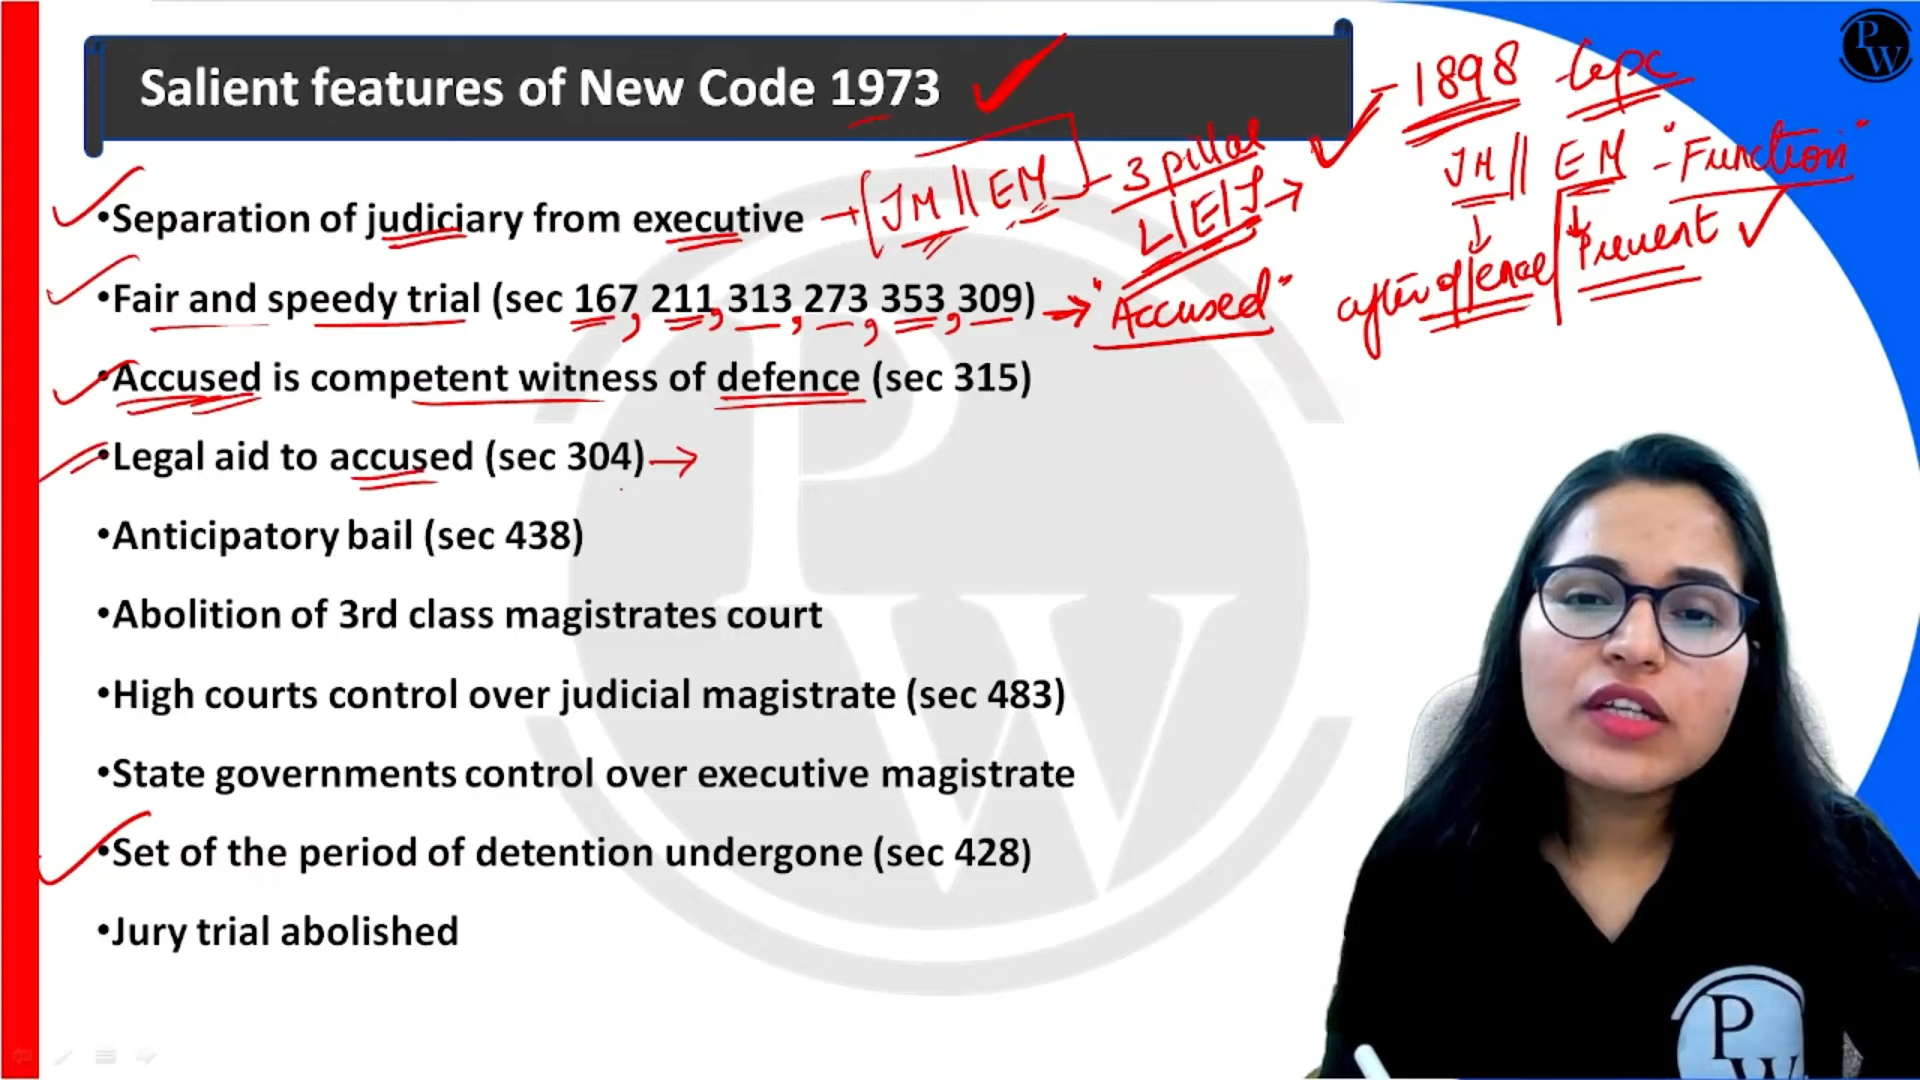 Salient features of New Code 1973
- 1898 Crpc
JM || EM - "Function"
after offence Prevent
•Separation of judiciary from executive → [JM || EM] - 3 pillar
L|E|J →
•Fair and speedy trial (sec 167, 211, 313, 273, 353, 309) → "Accused"
•Accused is competent witness of defence (sec 315)
•Legal aid to accused (sec 304) →
•Anticipatory bail (sec 438)
•Abolition of 3rd class magistrates court
•High courts control over judicial magistrate (sec 483)
•State governments control over executive magistrate
•Set of the period of detention undergone (sec 428)
•Jury trial abolished
PW
PW
PW